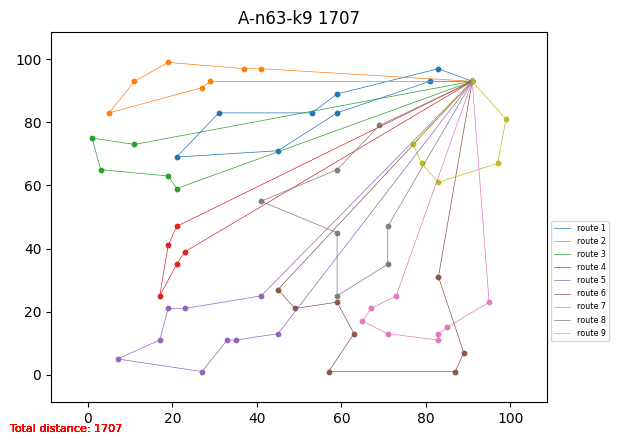 A-n63-k9 1707
100
80
60
40
20
0
0 20 40 60 80 100
route 1
route 2
route 3
route 4
route 5
route 6
route 7
route 8
route 9
Total distance: 1707